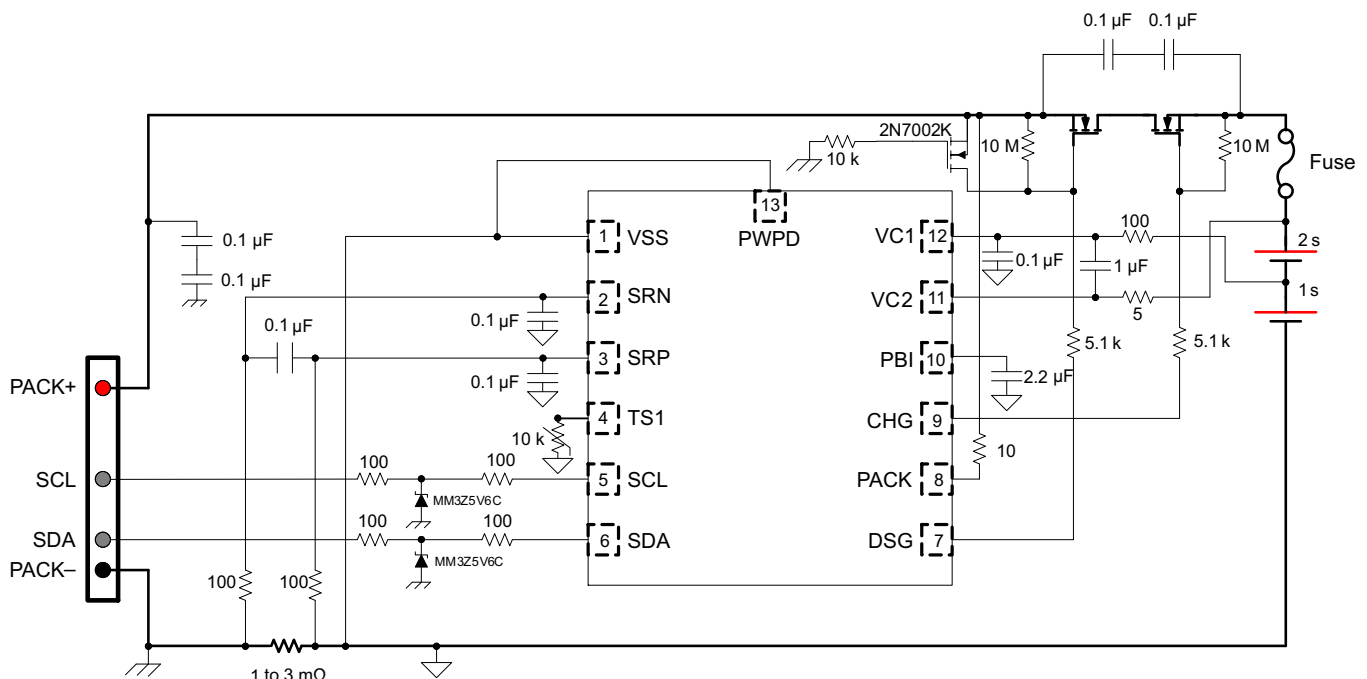 0.1 µF 0.1 µF
2N7002K
10 k
10 M
10 M
Fuse
13
PWPD
1 VSS
VC1 12
100
2 s
0.1 µF
0.1 µF
0.1 µF
1 µF
2 SRN
VC2 11
5
1 s
0.1 µF
0.1 µF
5.1 k
5.1 k
3 SRP
PBI 10
0.1 µF
2.2 µF
PACK+
4 TS1
CHG 9
10 k
10
SCL
100
100
5 SCL
PACK 8
MM3Z5V6C
SDA
100
100
6 SDA
DSG 7
MM3Z5V6C
PACK–
100
100
1 to 3 mΩ